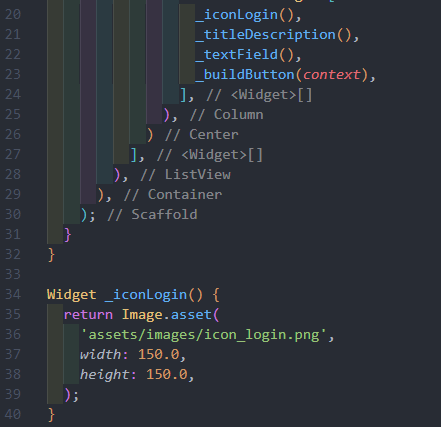 20 _iconLogin(),
21 _titleDescription(),
22 _textField(),
23 _buildButton(context),
24 ], // <Widget>[]
25 ), // Column
26 ) // Center
27 ], // <Widget>[]
28 ), // ListView
29 ), // Container
30 ); // Scaffold
31 }
32 }
33
34 Widget _iconLogin() {
35 return Image.asset(
36 'assets/images/icon_login.png',
37 width: 150.0,
38 height: 150.0,
39 );
40 }